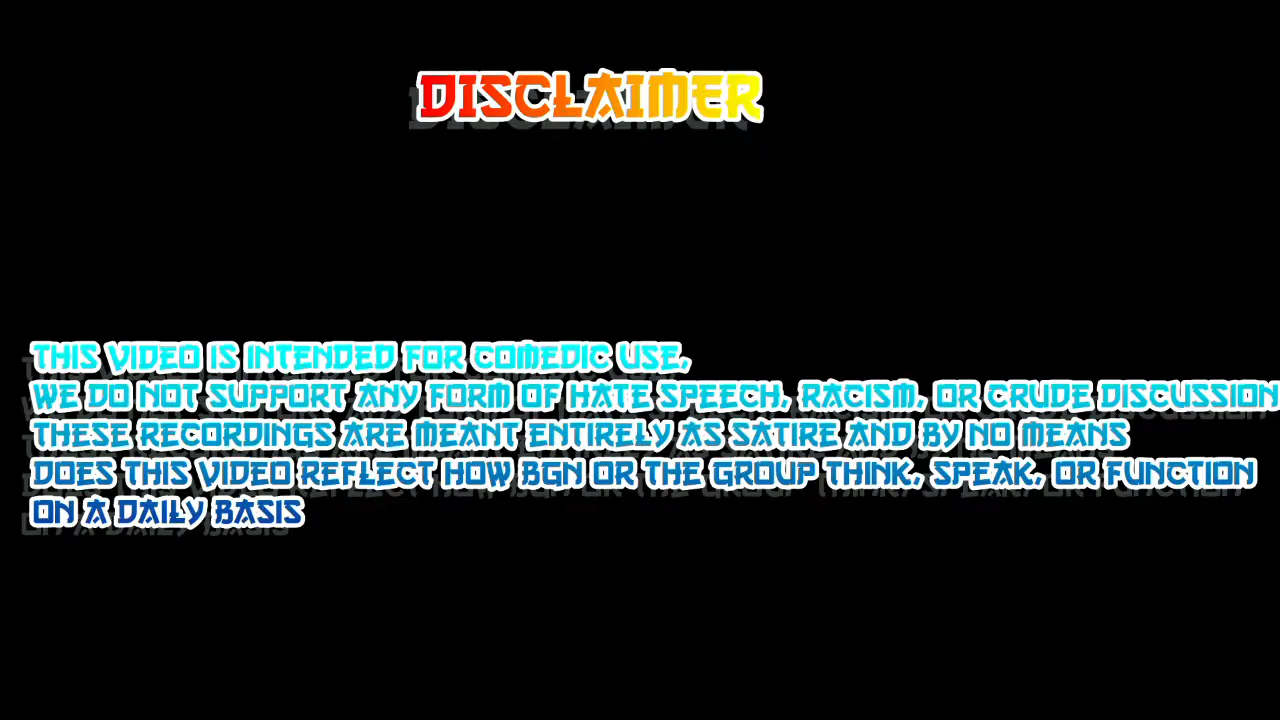 DISCLAIMER
THIS VIDEO IS INTENDED FOR COMEDIC USE,
WE DO NOT SUPPORT ANY FORM OF HATE SPEECH, RACISM, OR CRUDE DISCUSSION
THESE RECORDINGS ARE MEANT ENTIRELY AS SATIRE AND BY NO MEANS
DOES THIS VIDEO REFLECT HOW BGN OR THE GROUP THINK, SPEAK, OR FUNCTION
ON A DAILY BASIS